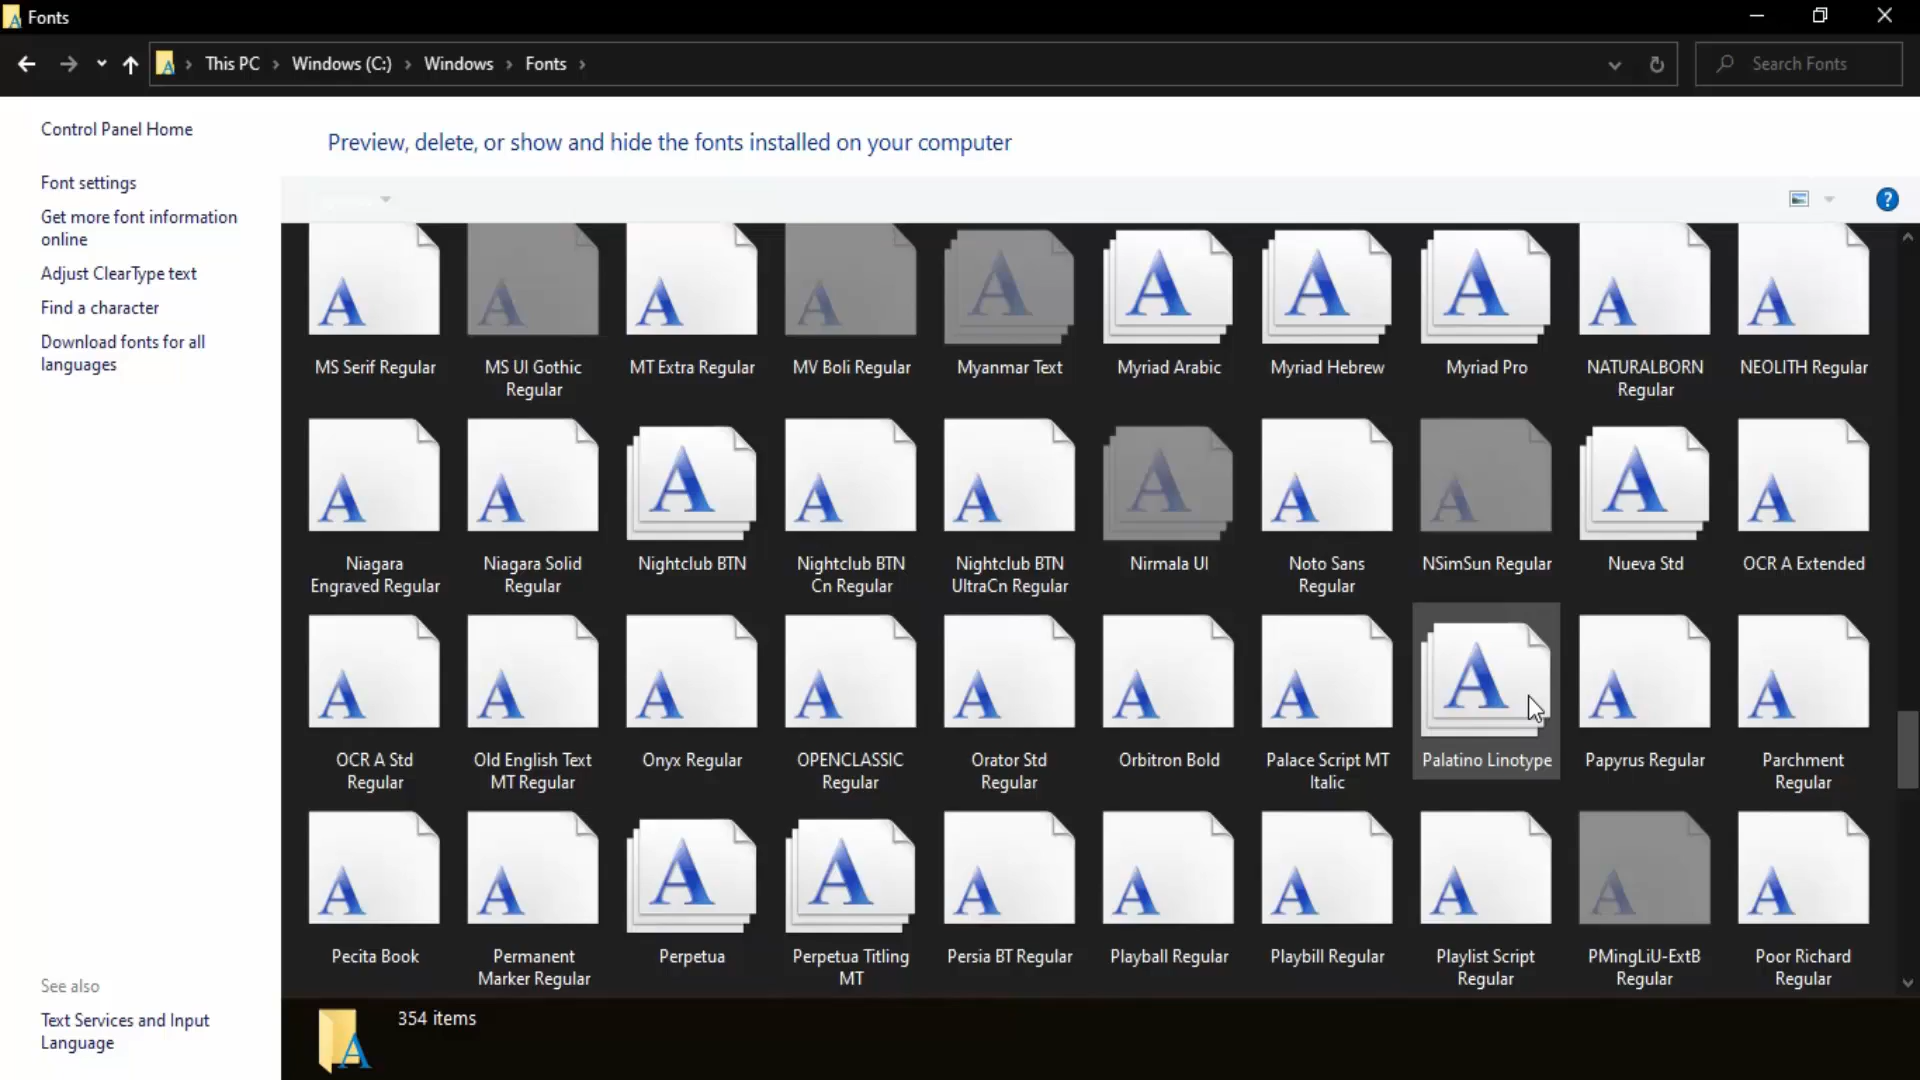 Fonts
This PC > Windows (C:) > Windows > Fonts >
Search Fonts
Control Panel Home
Font settings
Get more font information
online
Adjust ClearType text
Find a character
Download fonts for all
languages
See also
Text Services and Input
Language
Preview, delete, or show and hide the fonts installed on your computer
?
MS Serif Regular
MS UI Gothic
Regular
MT Extra Regular
MV Boli Regular
Myanmar Text
Myriad Arabic
Myriad Hebrew
Myriad Pro
NATURALBORN
Regular
NEOLITH Regular
Niagara
Engraved Regular
Niagara Solid
Regular
Nightclub BTN
Nightclub BTN
Cn Regular
Nightclub BTN
UltraCn Regular
Nirmala UI
Noto Sans
Regular
NSimSun Regular
Nueva Std
OCR A Extended
OCR A Std
Regular
Old English Text
MT Regular
Onyx Regular
OPENCLASSIC
Regular
Orator Std
Regular
Orbitron Bold
Palace Script MT
Italic
Palatino Linotype
Papyrus Regular
Parchment
Regular
Pecita Book
Permanent
Marker Regular
Perpetua
Perpetua Titling
MT
Persia BT Regular
Playball Regular
Playbill Regular
Playlist Script
Regular
PMingLiU-ExtB
Regular
Poor Richard
Regular
354 items